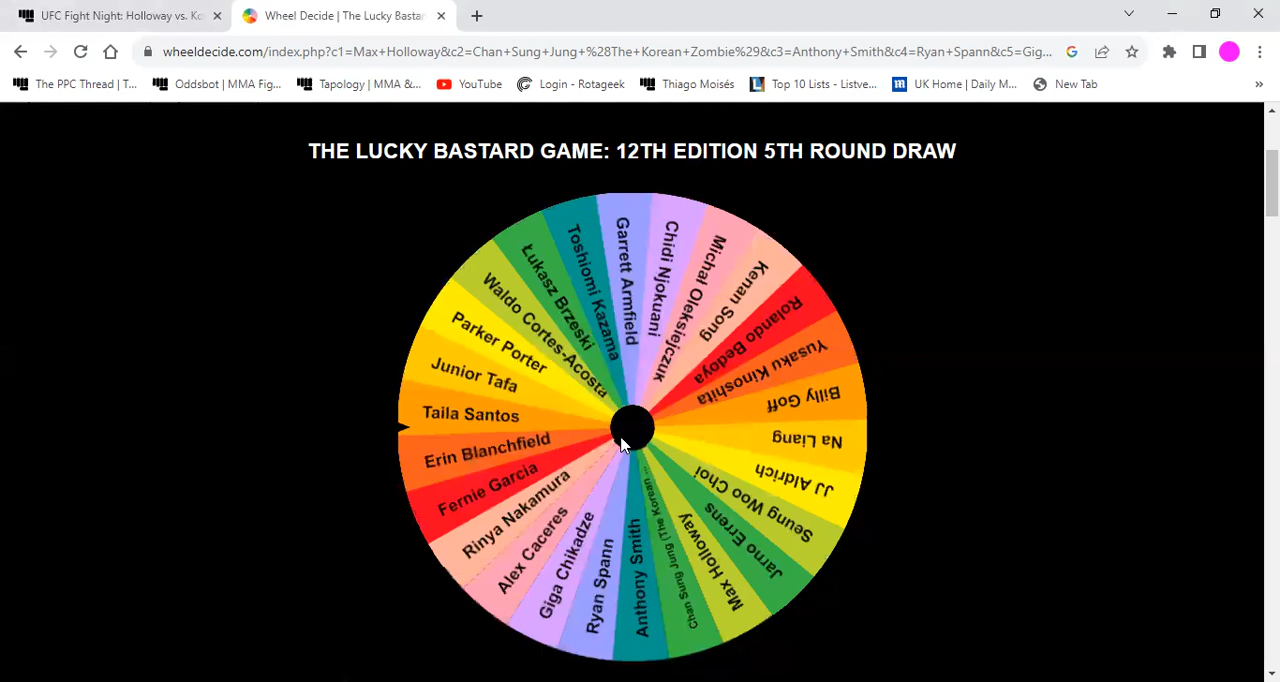 UFC Fight Night: Holloway vs. Ko
Wheel Decide | The Lucky Bastar
wheeldecide.com/index.php?c1=Max+Holloway&c2=Chan+Sung+Jung+%28The+Korean+Zombie%29&c3=Anthony+Smith&c4=Ryan+Spann&c5=Gig...
The PPC Thread | T...
Oddsbot | MMA Fig...
Tapology | MMA &...
YouTube
Login - Rotageek
Thiago Moisés
Top 10 Lists - Listve...
UK Home | Daily M...
New Tab
THE LUCKY BASTARD GAME: 12TH EDITION 5TH ROUND DRAW
Garrett Armfield
Chidi Njokuani
Michał Oleksiejczuk
Kenan Song
Rolando Bedoya
Yusaku Kinoshita
Billy Goff
Na Liang
JJ Aldrich
Seung Woo Choi
Jarno Errens
Max Holloway
Chan Sung Jung (The Korean ...
Anthony Smith
Ryan Spann
Giga Chikadze
Alex Caceres
Rinya Nakamura
Fernie Garcia
Erin Blanchfield
Taila Santos
Junior Tafa
Parker Porter
Waldo Cortes-Acosta
Łukasz Brzeski
Toshiomi Kazama